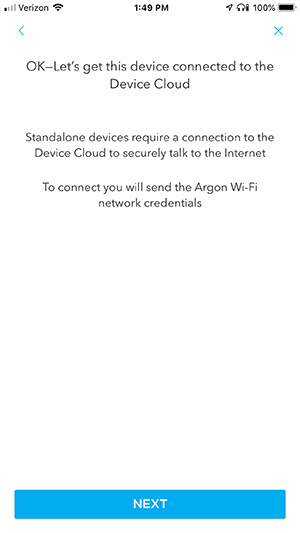 Verizon 1:49 PM 100%
OK—Let's get this device connected to the
Device Cloud
Standalone devices require a connection to the
Device Cloud to securely talk to the Internet
To connect you will send the Argon Wi-Fi
network credentials
NEXT